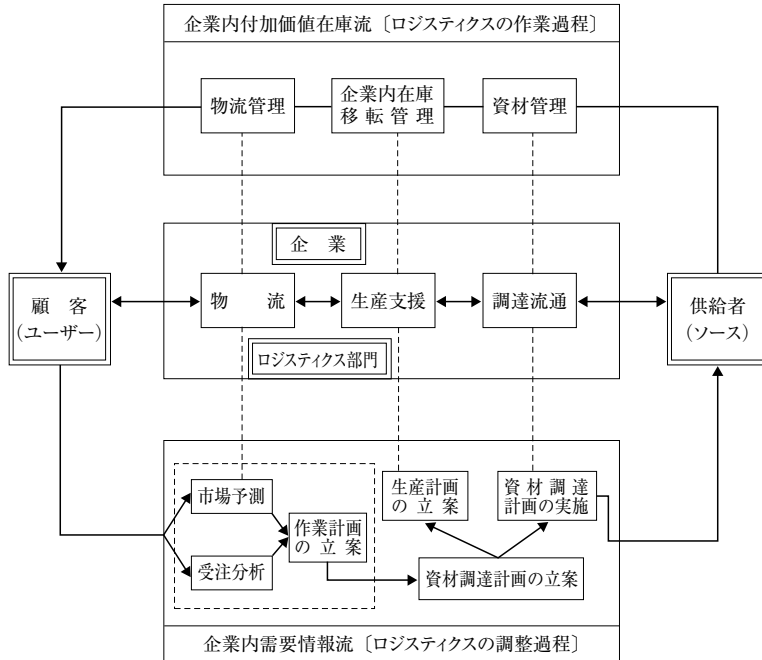 企業内付加価値在庫流〔ロジスティクスの作業過程〕
物流管理
企業内在庫
移転管理
資材管理
企 業
顧 客
(ユーザー)
物 流
生産支援
調達流通
供給者
(ソース)
ロジスティクス部門
市場予測
受注分析
作業計画
の立案
生産計画
の立案
資材調達
計画の実施
資材調達計画の立案
企業内需要情報流〔ロジスティクスの調整過程〕